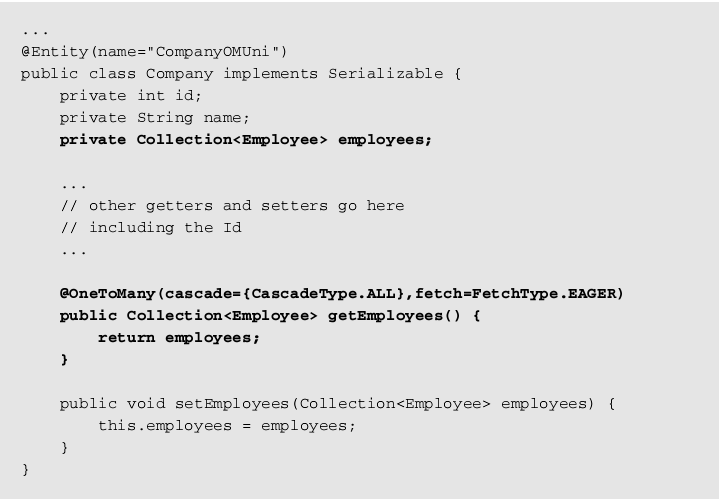 ...
@Entity(name="CompanyOMUni")
public class Company implements Serializable {
    private int id;
    private String name;
    private Collection<Employee> employees;

    ...
    // other getters and setters go here
    // including the Id
    ...

    @OneToMany(cascade={CascadeType.ALL},fetch=FetchType.EAGER)
    public Collection<Employee> getEmployees() {
        return employees;
    }

    public void setEmployees(Collection<Employee> employees) {
        this.employees = employees;
    }
}